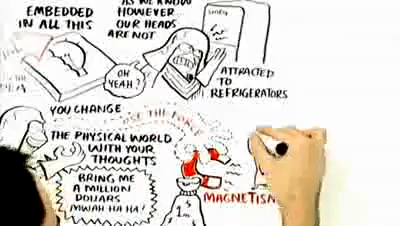 EMBEDDED
IN ALL THIS
AS WE KNOW
HOWEVER
OUR HEADS
ARE NOT
OH
YEAH?
ATTRACTED
TO
REFRIGERATORS
YOU CHANGE
USE THE FORCE
THE PHYSICAL WORLD
WITH YOUR
THOUGHTS
BRING ME
A MILLION
DOLLARS
MWAH HA HA!
$
1m
MAGNETISM